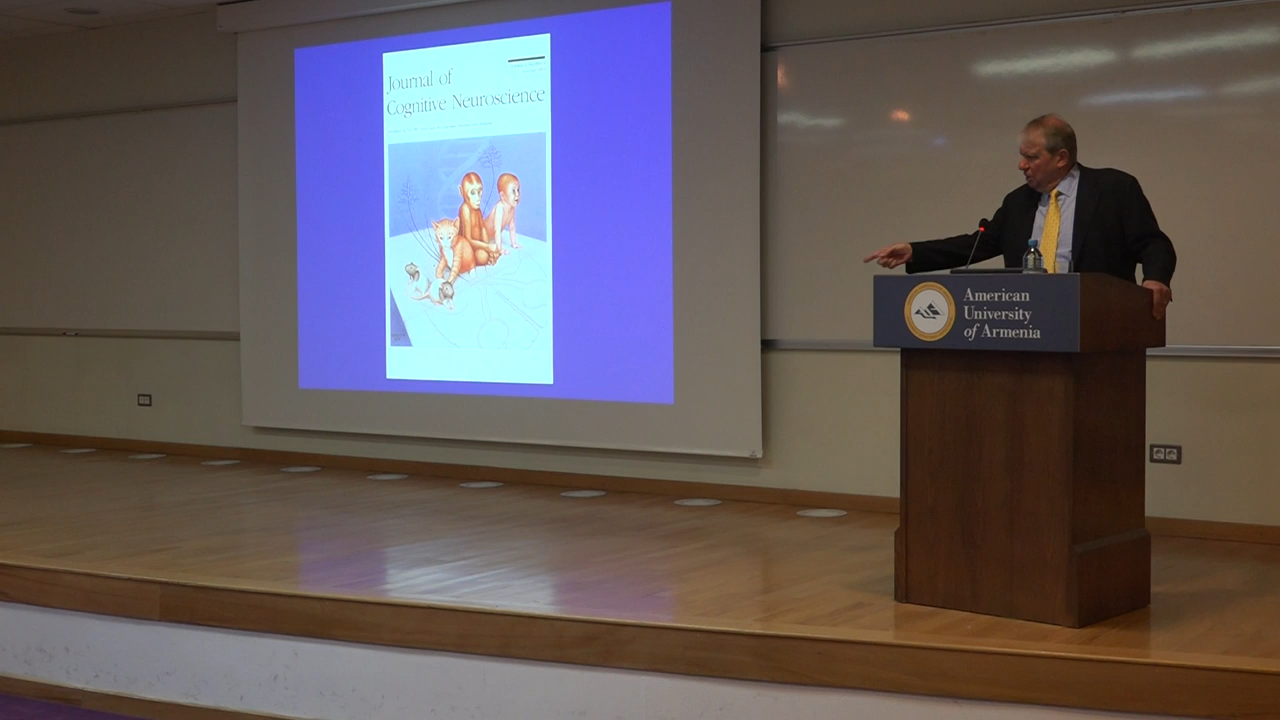 Journal of
Cognitive Neuroscience
American
University
of Armenia